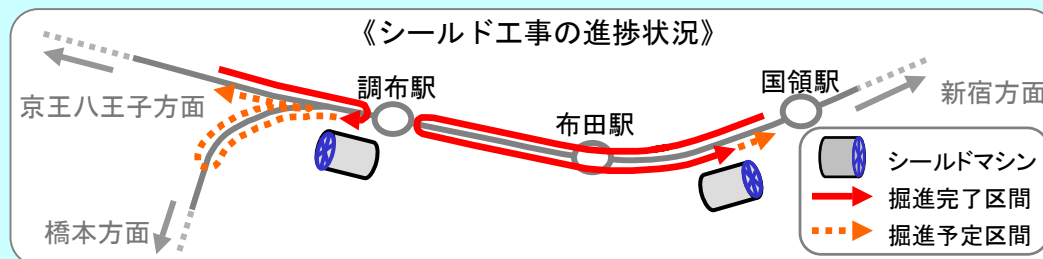 《シールド工事の進捗状況》
調布駅
国領駅
京王八王子方面
布田駅
新宿方面
橋本方面
シールドマシン
掘進完了区間
掘進予定区間